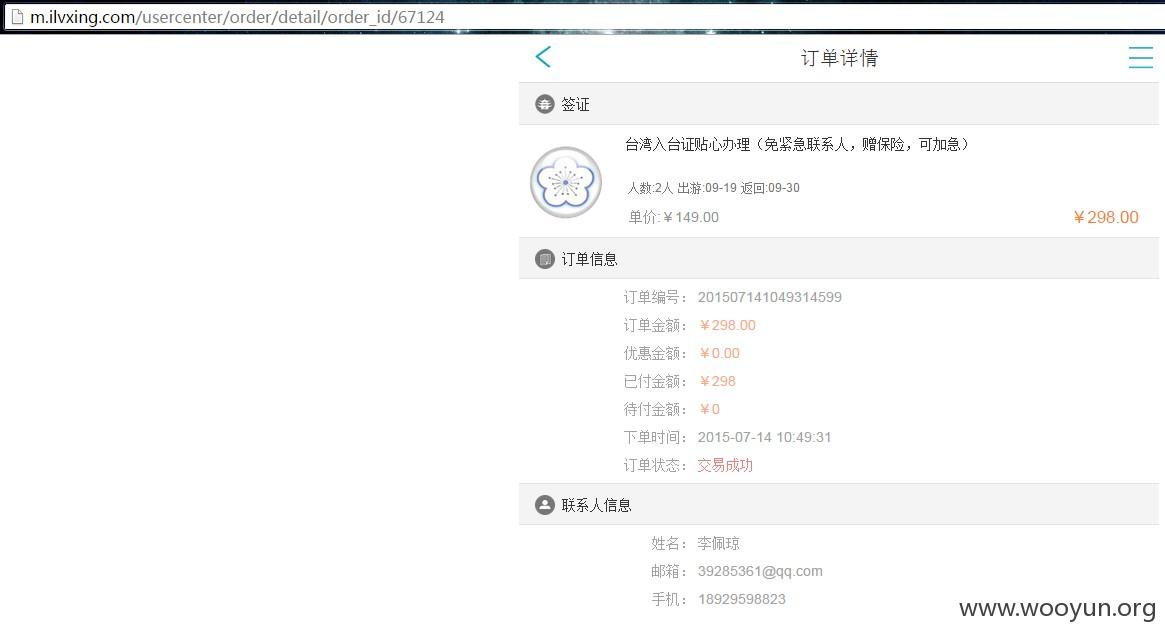 m.ilvxing.com/usercenter/order/detail/order_id/67124
订单详情
签证
台湾入台证贴心办理（免紧急联系人，赠保险，可加急）
人数:2人 出游:09-19 返回:09-30
单价:￥149.00 ￥298.00
订单信息
订单编号： 201507141049314599
订单金额： ￥298.00
优惠金额： ￥0.00
已付金额： ￥298
待付金额： ￥0
下单时间： 2015-07-14 10:49:31
订单状态： 交易成功
联系人信息
姓名： 李佩琼
邮箱： 39285361@qq.com
手机： 18929598823
www.wooyun.org